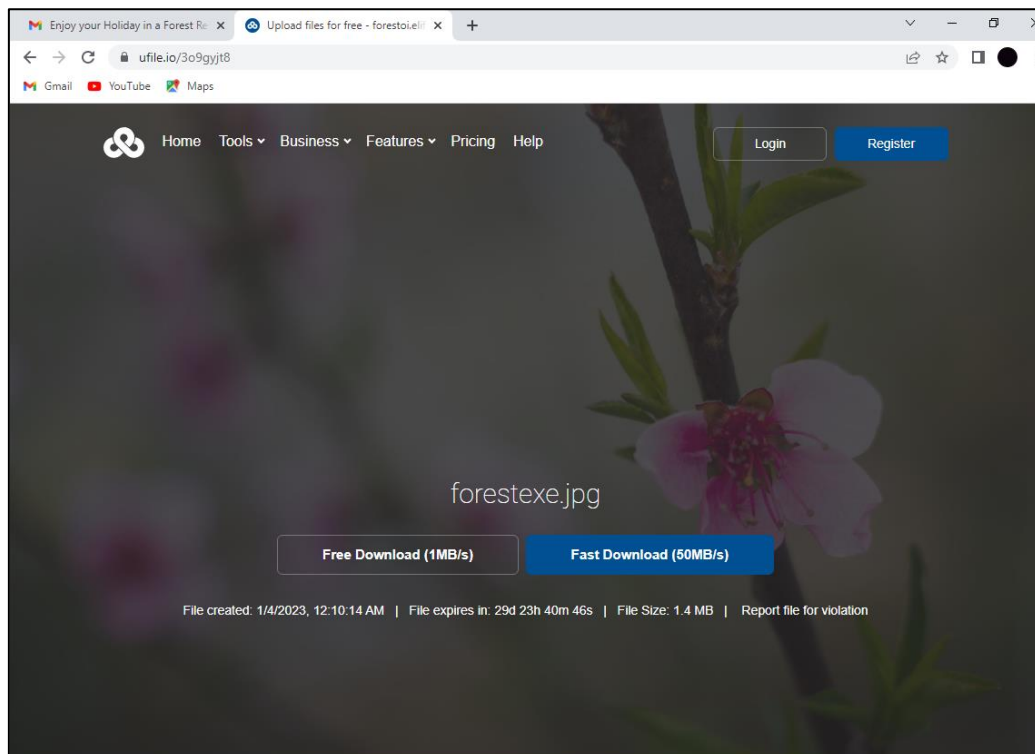 Enjoy your Holiday in a Forest Re
Upload files for free - forestoi.eli
ufile.io/3o9gyjt8
Gmail YouTube Maps
Home Tools Business Features Pricing Help Login Register
forestexe.jpg
Free Download (1MB/s) Fast Download (50MB/s)
File created: 1/4/2023, 12:10:14 AM | File expires in: 29d 23h 40m 46s | File Size: 1.4 MB | Report file for violation